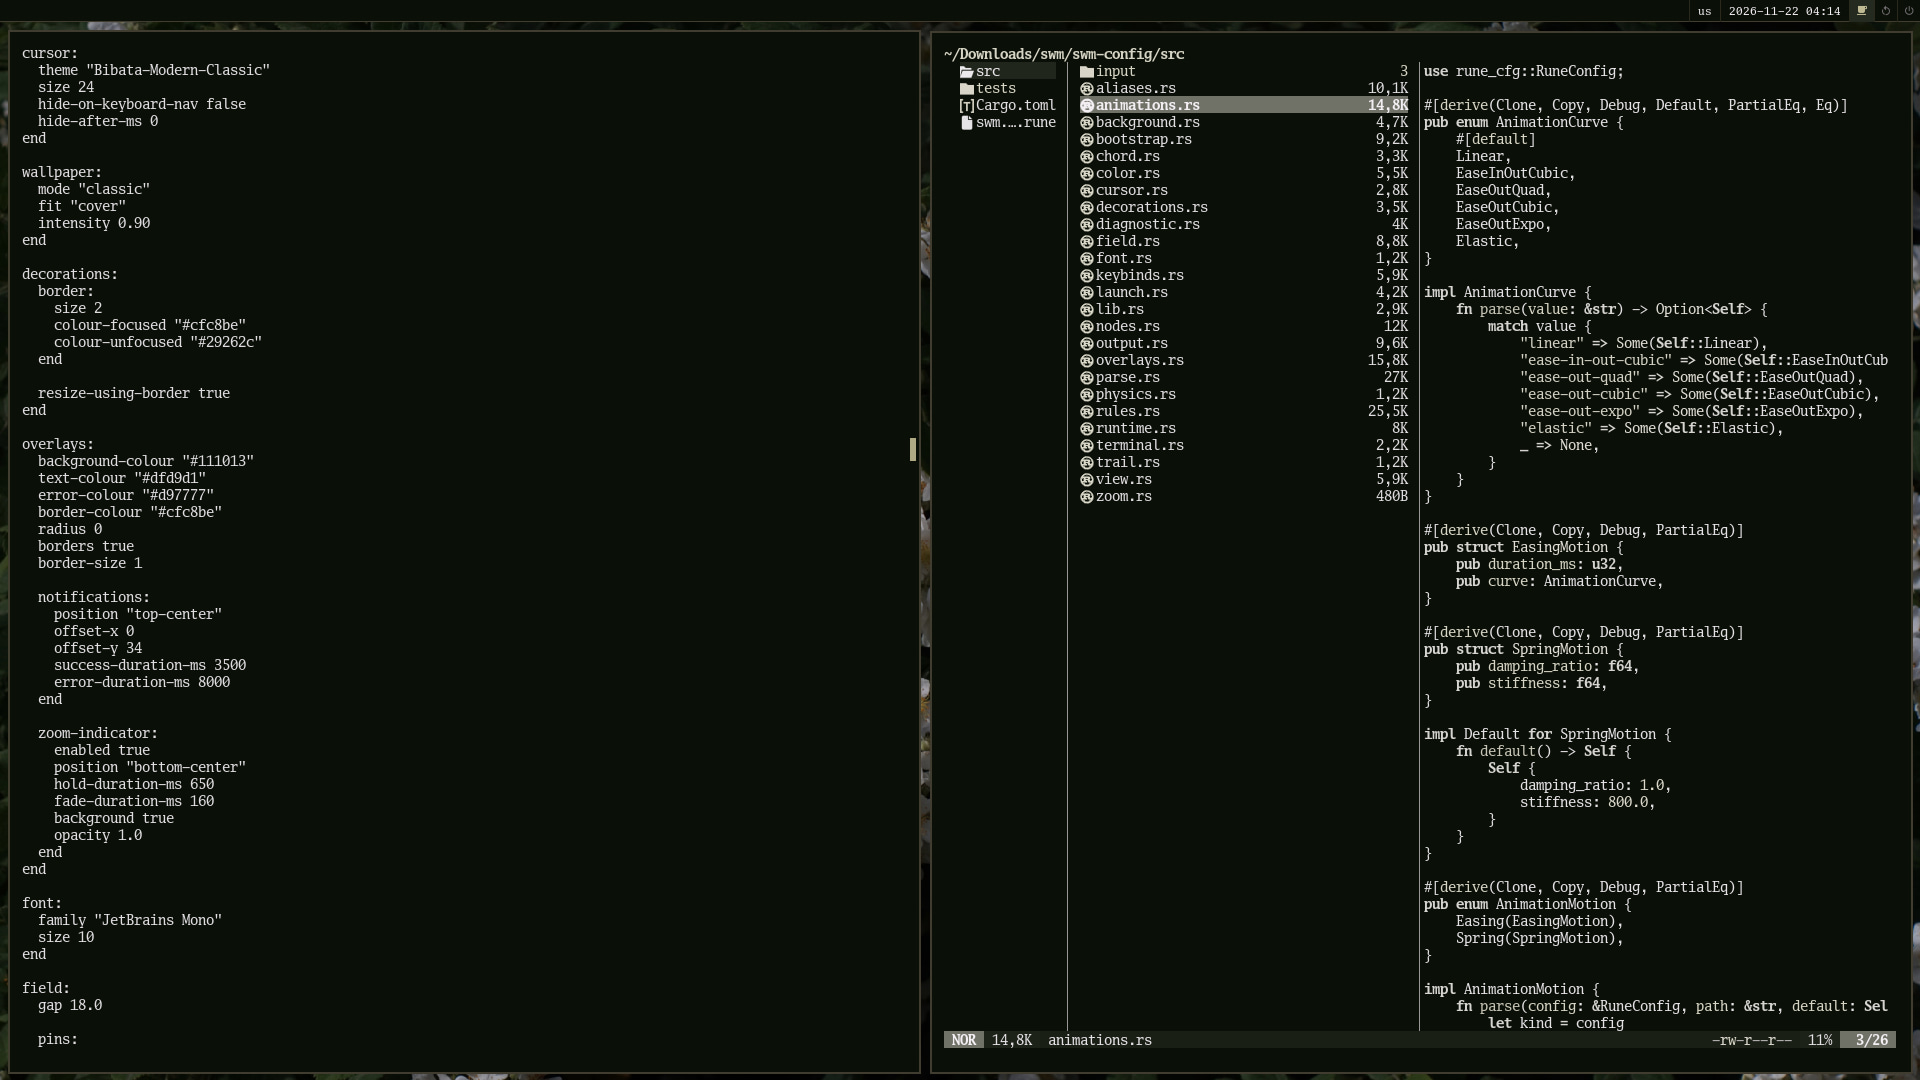 us 2026-11-22 04:14
cursor:
  theme "Bibata-Modern-Classic"
  size 24
  hide-on-keyboard-nav false
  hide-after-ms 0
end

wallpaper:
  mode "classic"
  fit "cover"
  intensity 0.90
end

decorations:
  border:
    size 2
    colour-focused "#cfc8be"
    colour-unfocused "#29262c"
  end

  resize-using-border true
end

overlays:
  background-colour "#111013"
  text-colour "#dfd9d1"
  error-colour "#d97777"
  border-colour "#cfc8be"
  radius 0
  borders true
  border-size 1

  notifications:
    position "top-center"
    offset-x 0
    offset-y 34
    success-duration-ms 3500
    error-duration-ms 8000
  end

  zoom-indicator:
    enabled true
    position "bottom-center"
    hold-duration-ms 650
    fade-duration-ms 160
    background true
    opacity 1.0
  end
end

font:
  family "JetBrains Mono"
  size 10
end

field:
  gap 18.0

  pins:
~/Downloads/swm/swm-config/src
src
tests
[T]Cargo.toml
swm....rune
input 3
aliases.rs 10,1K
animations.rs 14,8K
background.rs 4,7K
bootstrap.rs 9,2K
chord.rs 3,3K
color.rs 5,5K
cursor.rs 2,8K
decorations.rs 3,5K
diagnostic.rs 4K
field.rs 8,8K
font.rs 1,2K
keybinds.rs 5,9K
launch.rs 4,2K
lib.rs 2,9K
nodes.rs 12K
output.rs 9,6K
overlays.rs 15,8K
parse.rs 27K
physics.rs 1,2K
rules.rs 25,5K
runtime.rs 8K
terminal.rs 2,2K
trail.rs 1,2K
view.rs 5,9K
zoom.rs 480B
use rune_cfg::RuneConfig;

#[derive(Clone, Copy, Debug, Default, PartialEq, Eq)]
pub enum AnimationCurve {
    #[default]
    Linear,
    EaseInOutCubic,
    EaseOutQuad,
    EaseOutCubic,
    EaseOutExpo,
    Elastic,
}

impl AnimationCurve {
    fn parse(value: &str) -> Option<Self> {
        match value {
            "linear" => Some(Self::Linear),
            "ease-in-out-cubic" => Some(Self::EaseInOutCub
            "ease-out-quad" => Some(Self::EaseOutQuad),
            "ease-out-cubic" => Some(Self::EaseOutCubic),
            "ease-out-expo" => Some(Self::EaseOutExpo),
            "elastic" => Some(Self::Elastic),
            _ => None,
        }
    }
}

#[derive(Clone, Copy, Debug, PartialEq)]
pub struct EasingMotion {
    pub duration_ms: u32,
    pub curve: AnimationCurve,
}

#[derive(Clone, Copy, Debug, PartialEq)]
pub struct SpringMotion {
    pub damping_ratio: f64,
    pub stiffness: f64,
}

impl Default for SpringMotion {
    fn default() -> Self {
        Self {
            damping_ratio: 1.0,
            stiffness: 800.0,
        }
    }
}

#[derive(Clone, Copy, Debug, PartialEq)]
pub enum AnimationMotion {
    Easing(EasingMotion),
    Spring(SpringMotion),
}

impl AnimationMotion {
    fn parse(config: &RuneConfig, path: &str, default: Sel
        let kind = config
NOR 14,8K animations.rs -rw-r--r-- 11% 3/26